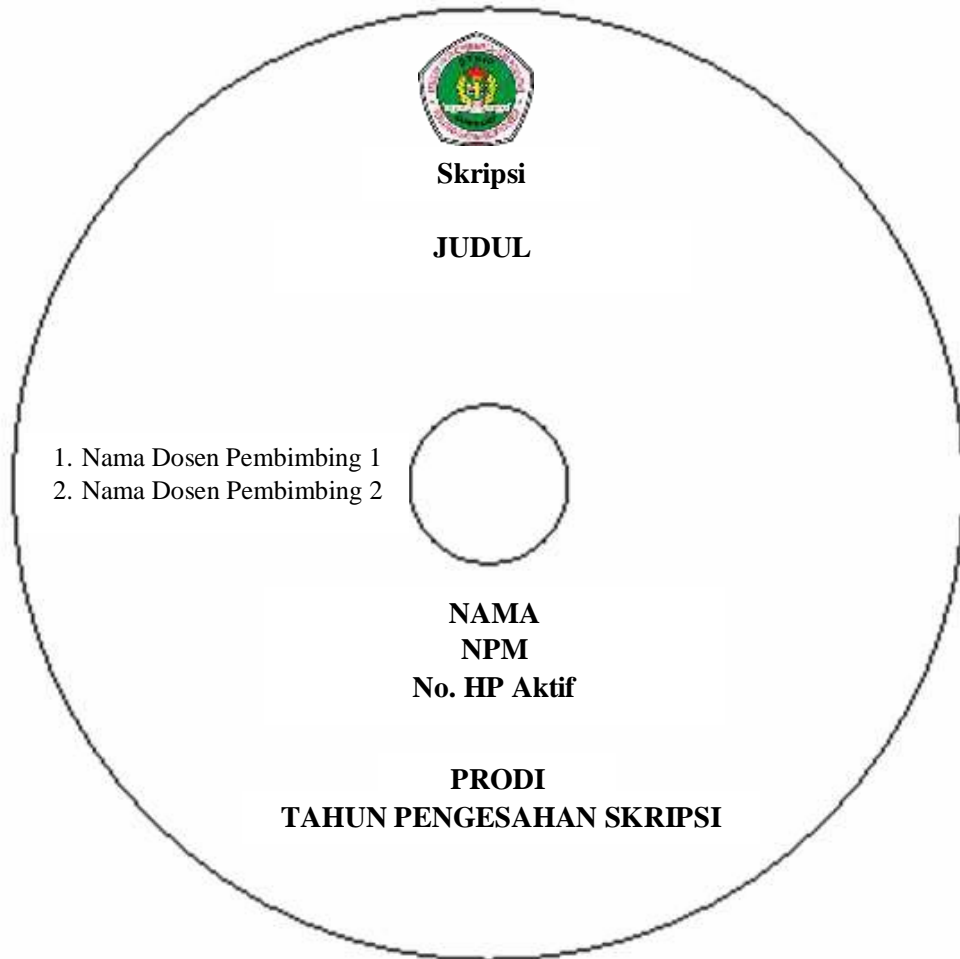 Skripsi
JUDUL
1. Nama Dosen Pembimbing 1
2. Nama Dosen Pembimbing 2
NAMA
NPM
No. HP Aktif
PRODI
TAHUN PENGESAHAN SKRIPSI